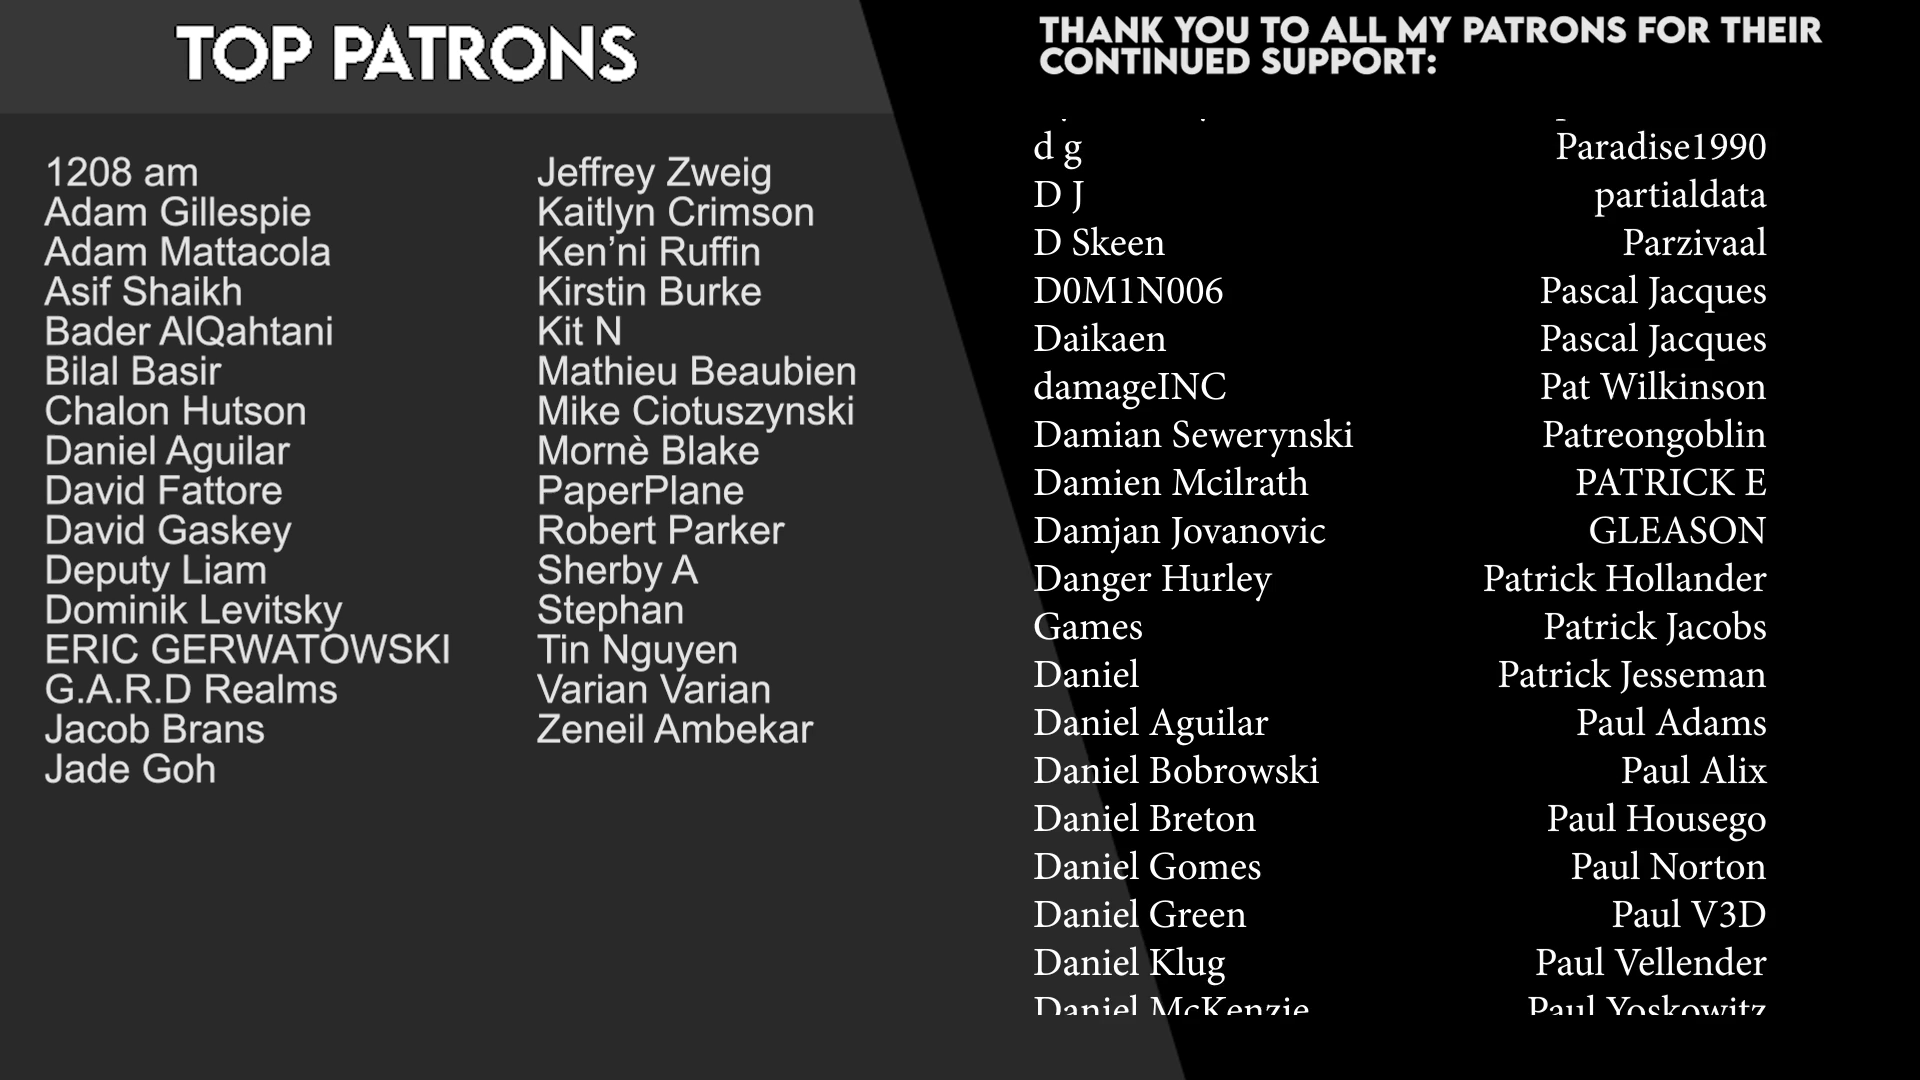 TOP PATRONS
1208 am
Adam Gillespie
Adam Mattacola
Asif Shaikh
Bader AlQahtani
Bilal Basir
Chalon Hutson
Daniel Aguilar
David Fattore
David Gaskey
Deputy Liam
Dominik Levitsky
ERIC GERWATOWSKI
G.A.R.D Realms
Jacob Brans
Jade Goh
Jeffrey Zweig
Kaitlyn Crimson
Ken’ni Ruffin
Kirstin Burke
Kit N
Mathieu Beaubien
Mike Ciotuszynski
Mornè Blake
PaperPlane
Robert Parker
Sherby A
Stephan
Tin Nguyen
Varian Varian
Zeneil Ambekar
THANK YOU TO ALL MY PATRONS FOR THEIR
CONTINUED SUPPORT:
d g
D J
D Skeen
D0M1N006
Daikaen
damageINC
Damian Sewerynski
Damien Mcilrath
Damjan Jovanovic
Danger Hurley
Games
Daniel
Daniel Aguilar
Daniel Bobrowski
Daniel Breton
Daniel Gomes
Daniel Green
Daniel Klug
Daniel McKenzie
Paradise1990
partialdata
Parzivaal
Pascal Jacques
Pascal Jacques
Pat Wilkinson
Patreongoblin
PATRICK E
GLEASON
Patrick Hollander
Patrick Jacobs
Patrick Jesseman
Paul Adams
Paul Alix
Paul Housego
Paul Norton
Paul V3D
Paul Vellender
Paul Yoskowitz